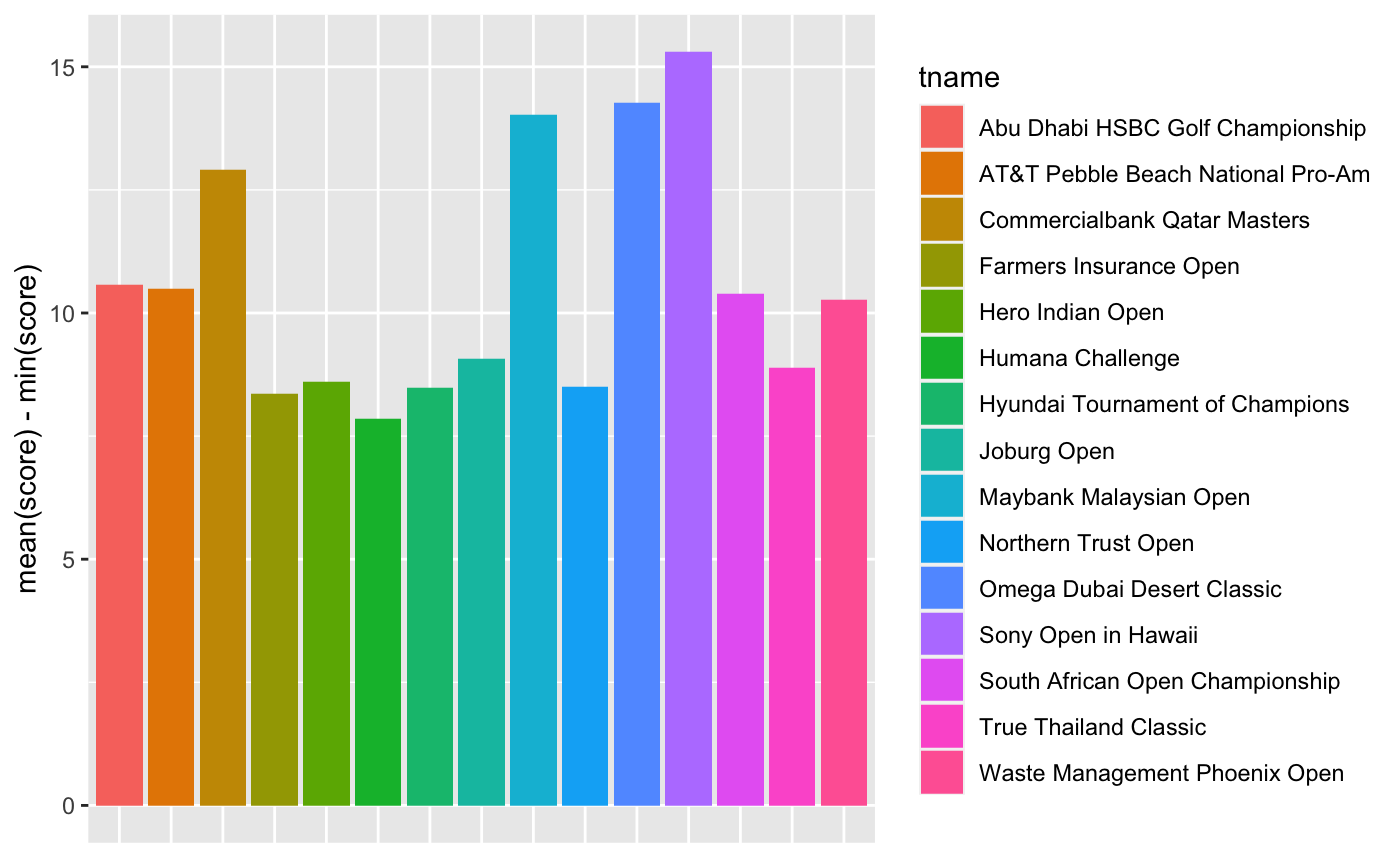 15
10
5
0
mean(score) - min(score)
tname
Abu Dhabi HSBC Golf Championship
AT&T Pebble Beach National Pro-Am
Commercialbank Qatar Masters
Farmers Insurance Open
Hero Indian Open
Humana Challenge
Hyundai Tournament of Champions
Joburg Open
Maybank Malaysian Open
Northern Trust Open
Omega Dubai Desert Classic
Sony Open in Hawaii
South African Open Championship
True Thailand Classic
Waste Management Phoenix Open